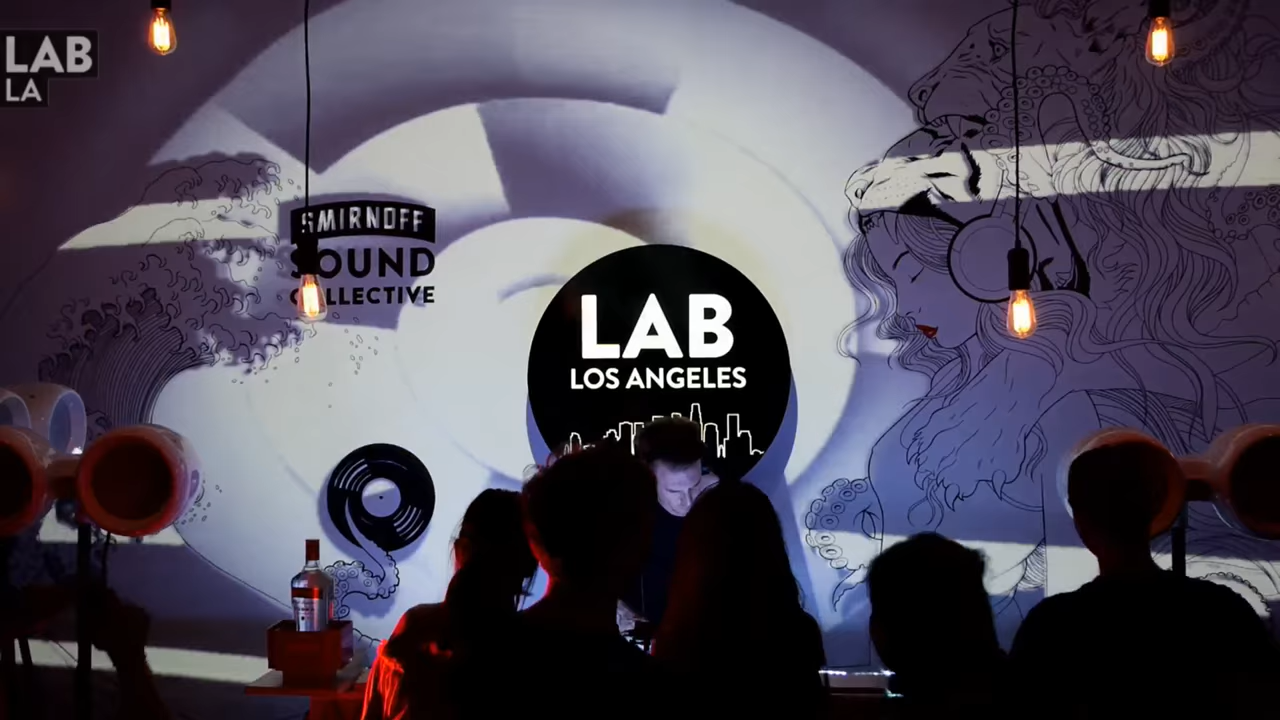 LAB
LA
SMIRNOFF
SOUND
COLLECTIVE
LAB
LOS ANGELES